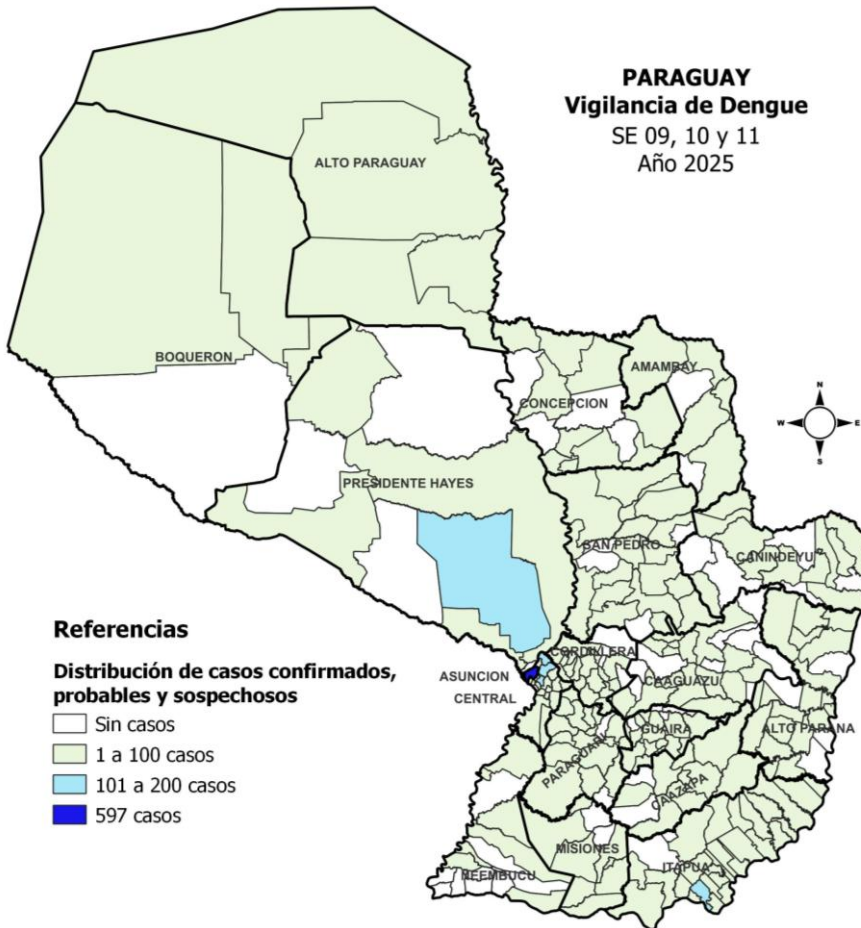 PARAGUAY
Vigilancia de Dengue
SE 09, 10 y 11
Año 2025
ALTO PARAGUAY
BOQUERON
AMAMBAY
CONCEPCION
N
W
E
S
PRESIDENTE HAYES
SAN PEDRO
CANINDEYU
Referencias
Distribución de casos confirmados,
probables y sospechosos
Sin casos
1 a 100 casos
101 a 200 casos
597 casos
CORDILLERA
ASUNCION
CENTRAL
CAAGUAZU
GUAIRA
ALTO PARANA
PARAGUARI
CAAZAPA
MISIONES
ITAPUA
ÑEEMBUCU